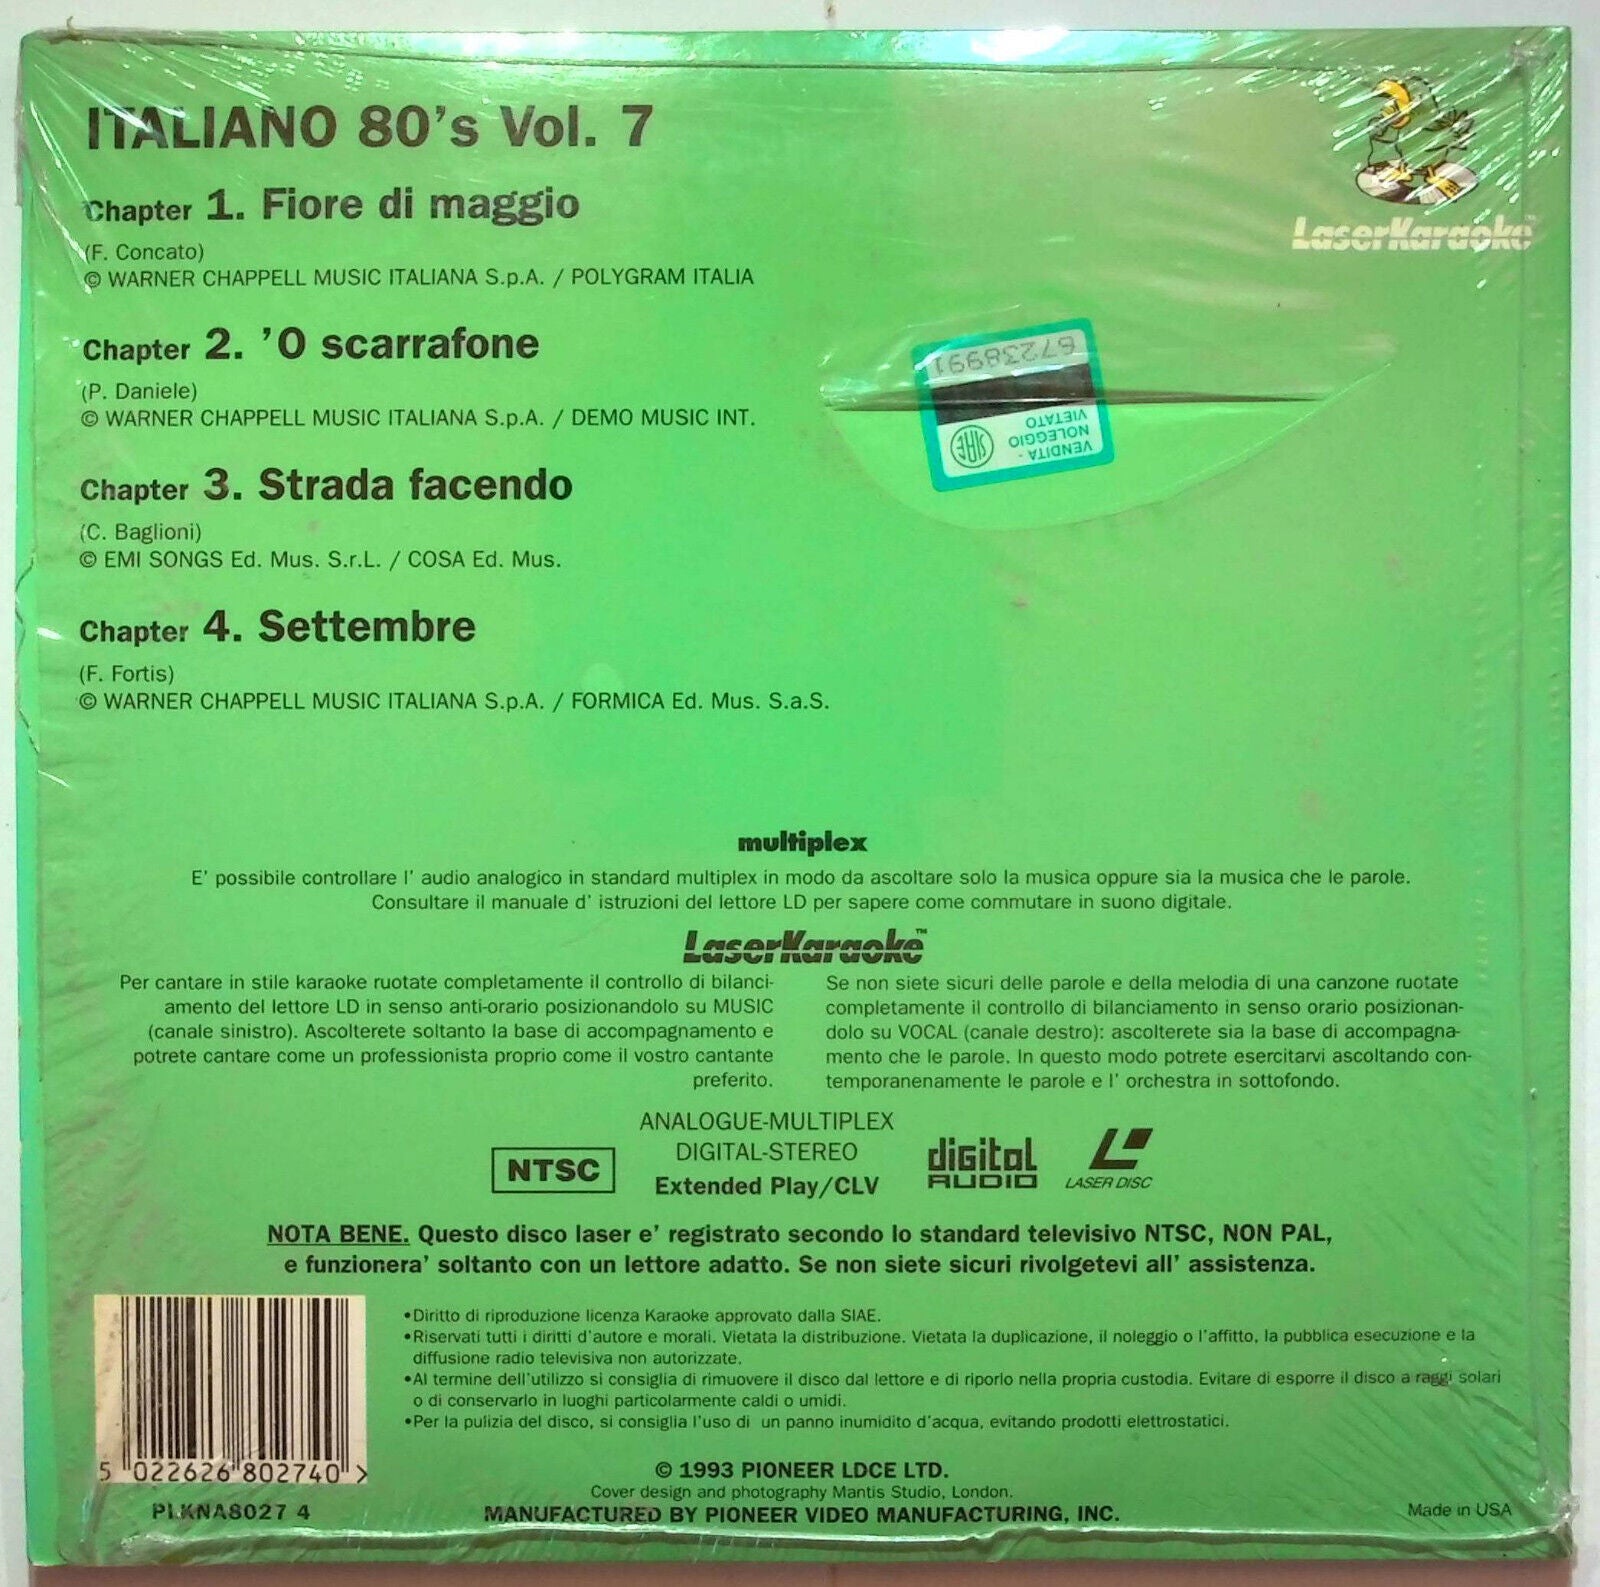 ITALIANO 80's Vol. 7
LaserKaraoke
Chapter 1. Fiore di maggio
(F. Concato)
© WARNER CHAPPELL MUSIC ITALIANA S.p.A. / POLYGRAM ITALIA
Chapter 2. 'O scarrafone
(P. Daniele)
© WARNER CHAPPELL MUSIC ITALIANA S.p.A. / DEMO MUSIC INT.
Chapter 3. Strada facendo
(C. Baglioni)
© EMI SONGS Ed. Mus. S.r.L. / COSA Ed. Mus.
Chapter 4. Settembre
(F. Fortis)
© WARNER CHAPPELL MUSIC ITALIANA S.p.A. / FORMICA Ed. Mus. S.a.S.
VENDITA -
NOLEGGIO
VIETATO
SIAE
67238991
multiplex
E' possibile controllare l' audio analogico in standard multiplex in modo da ascoltare solo la musica oppure sia la musica che le parole.
Consultare il manuale d' istruzioni del lettore LD per sapere come commutare in suono digitale.
LaserKaraoke™
Per cantare in stile karaoke ruotate completamente il controllo di bilanci-
amento del lettore LD in senso anti-orario posizionandolo su MUSIC
(canale sinistro). Ascolterete soltanto la base di accompagnamento e
potrete cantare come un professionista proprio come il vostro cantante
preferito.
Se non siete sicuri delle parole e della melodia di una canzone ruotate
completamente il controllo di bilanciamento in senso orario posizionan-
dolo su VOCAL (canale destro): ascolterete sia la base di accompagna-
mento che le parole. In questo modo potrete esercitarvi ascoltando con-
temporanenamente le parole e l' orchestra in sottofondo.
NTSC
ANALOGUE-MULTIPLEX
DIGITAL-STEREO
Extended Play/CLV
digital
AUDIO
LASER DISC
NOTA BENE. Questo disco laser e' registrato secondo lo standard televisivo NTSC, NON PAL,
e funzionera' soltanto con un lettore adatto. Se non siete sicuri rivolgetevi all' assistenza.
•Diritto di riproduzione licenza Karaoke approvato dalla SIAE.
•Riservati tutti i diritti d'autore e morali. Vietata la distribuzione. Vietata la duplicazione, il noleggio o l'affitto, la pubblica esecuzione e la
diffusione radio televisiva non autorizzate.
•Al termine dell'utilizzo si consiglia di rimuovere il disco dal lettore e di riporlo nella propria custodia. Evitare di esporre il disco a raggi solari
o di conservarlo in luoghi particolarmente caldi o umidi.
•Per la pulizia del disco, si consiglia l'uso di un panno inumidito d'acqua, evitando prodotti elettrostatici.
5 022626 802740 >
PLKNA8027 4
© 1993 PIONEER LDCE LTD.
Cover design and photography Mantis Studio, London.
MANUFACTURED BY PIONEER VIDEO MANUFACTURING, INC.
Made in USA